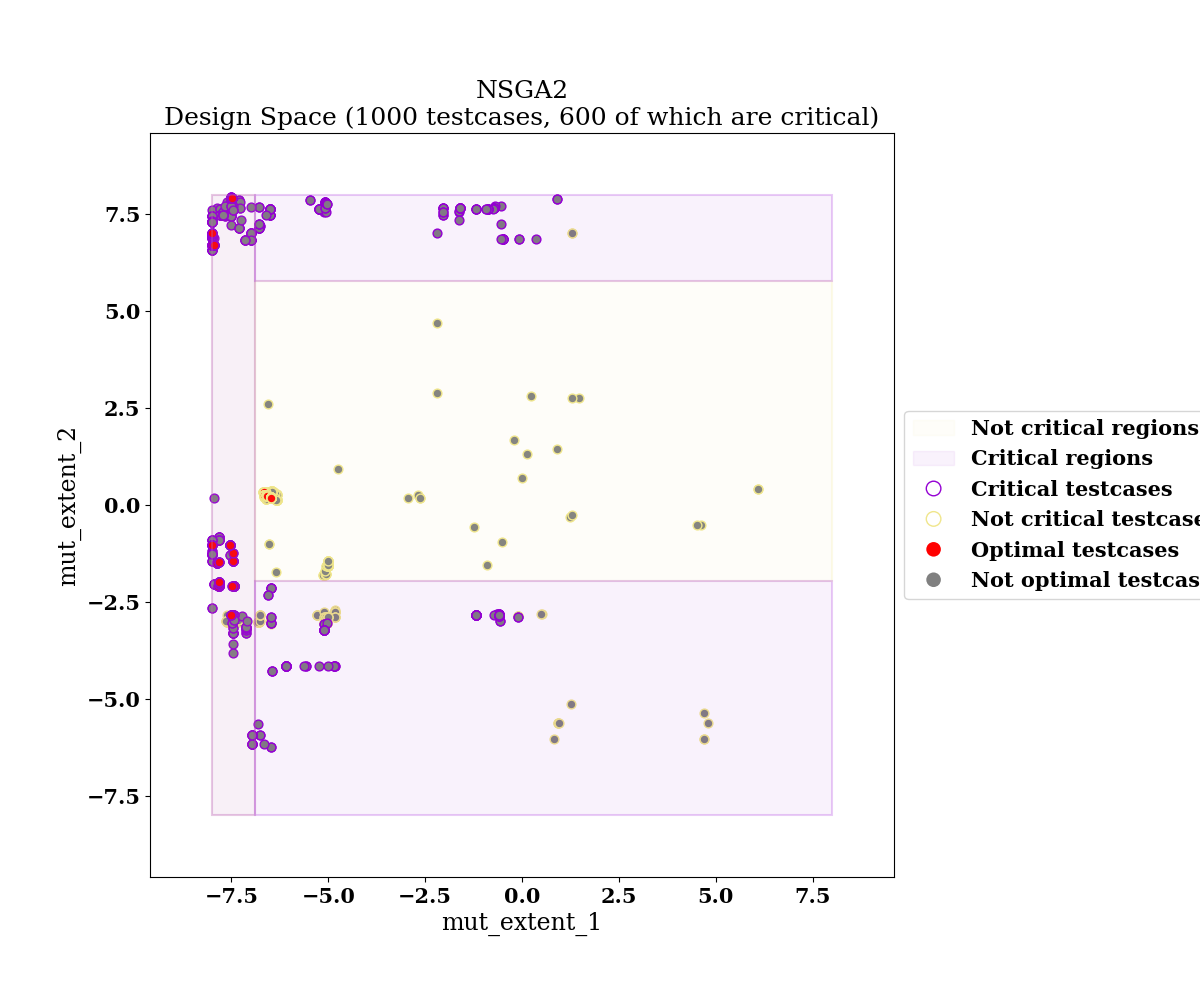 NSGA2
Design Space (1000 testcases, 600 of which are critical)
7.5
5.0
2.5
0.0
−2.5
−5.0
−7.5
mut_extent_2
−7.5 −5.0 −2.5 0.0 2.5 5.0 7.5
mut_extent_1
Not critical regions
Critical regions
Critical testcases
Not critical testcase
Optimal testcases
Not optimal testcas